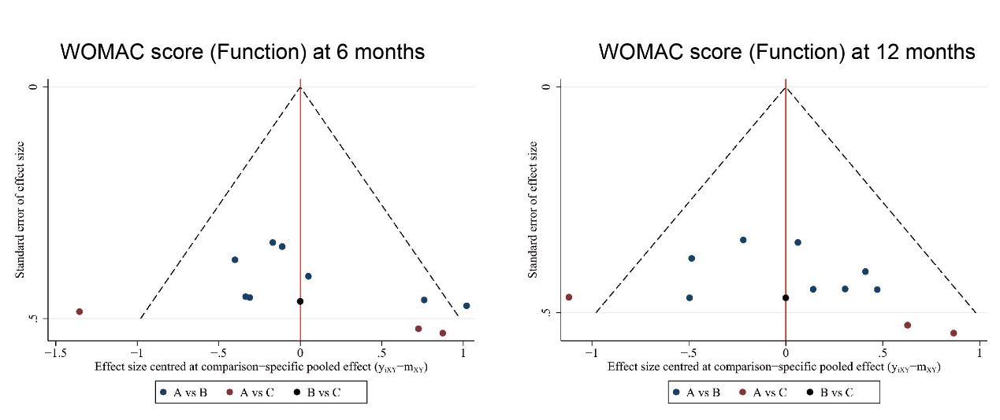 WOMAC score (Function) at 6 months
0
.5
Standard error of effect size
−1.5 −1 −.5 0 .5 1
Effect size centred at comparison−specific pooled effect (yiXY−mXY)
A vs B A vs C B vs C
WOMAC score (Function) at 12 months
0
.5
Standard error of effect size
−1 −.5 0 .5 1
Effect size centred at comparison−specific pooled effect (yiXY−mXY)
A vs B A vs C B vs C